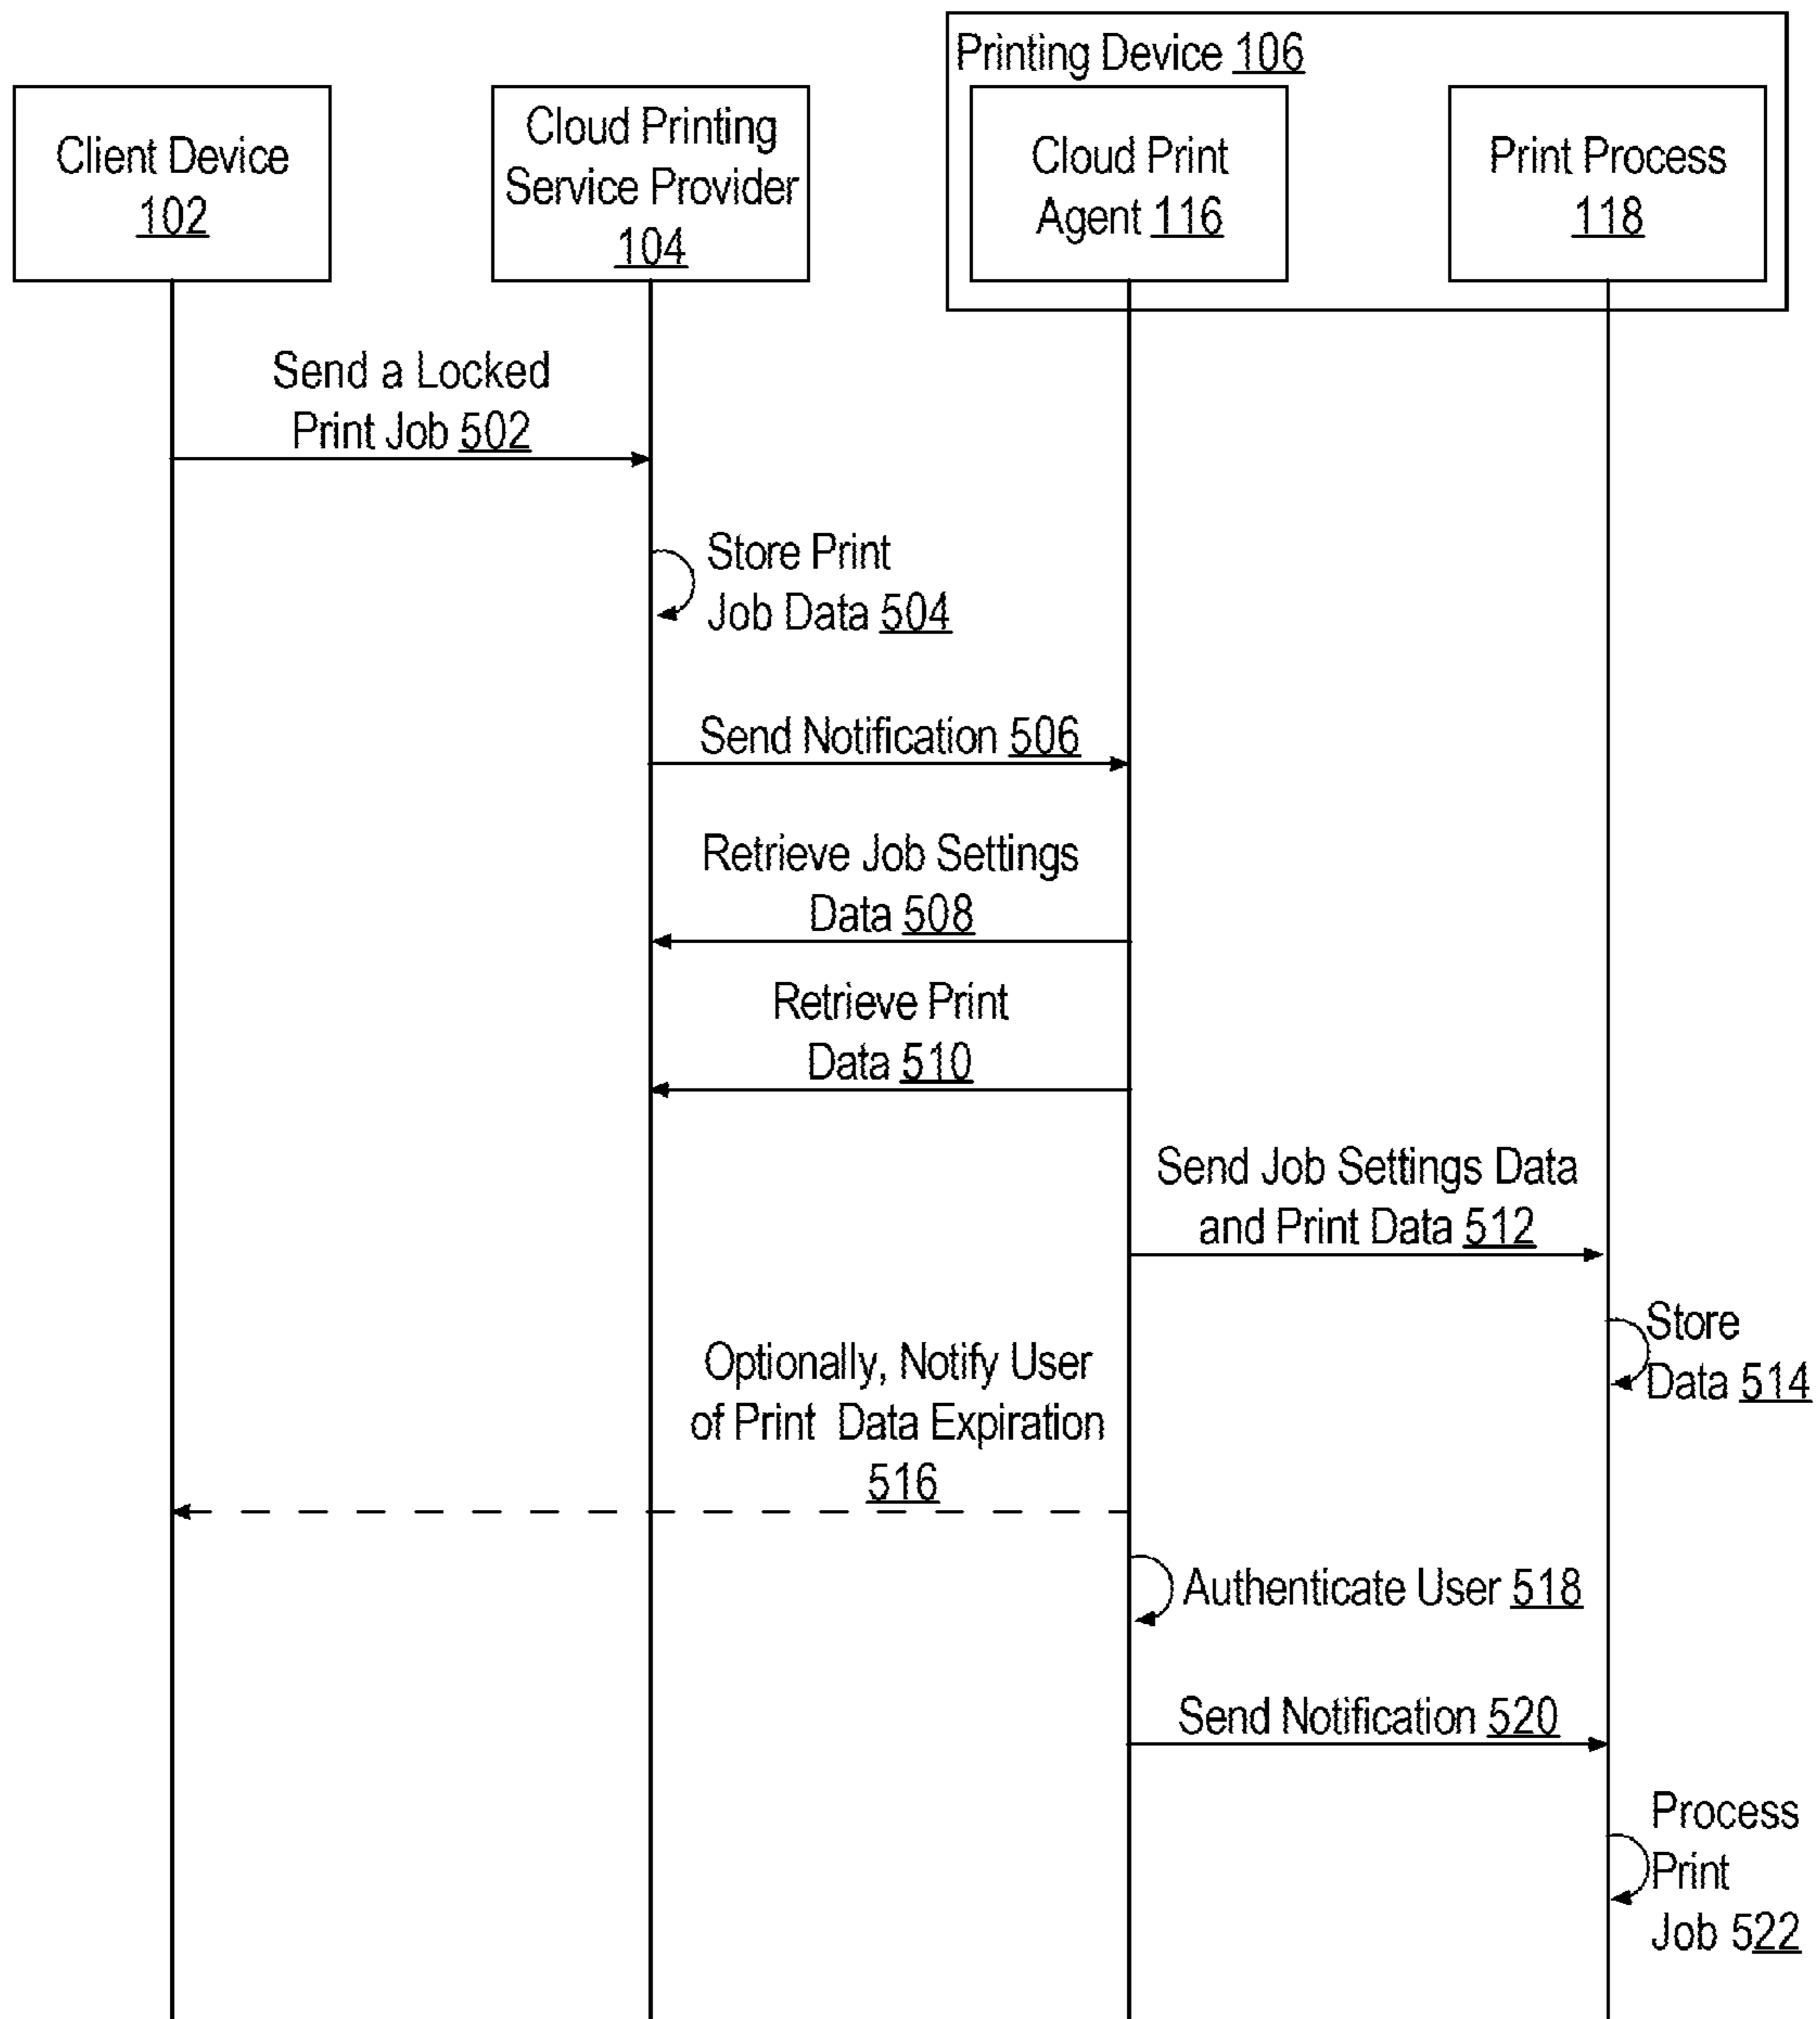 Printing Device 106
Client Device
102
Cloud Printing
Service Provider
104
Cloud Print
Agent 116
Print Process
118
Send a Locked
Print Job 502
Store Print
Job Data 504
Send Notification 506
Retrieve Job Settings
Data 508
Retrieve Print
Data 510
Send Job Settings Data
and Print Data 512
Store
Data 514
Optionally, Notify User
of Print Data Expiration
516
Authenticate User 518
Send Notification 520
Process
Print
Job 522